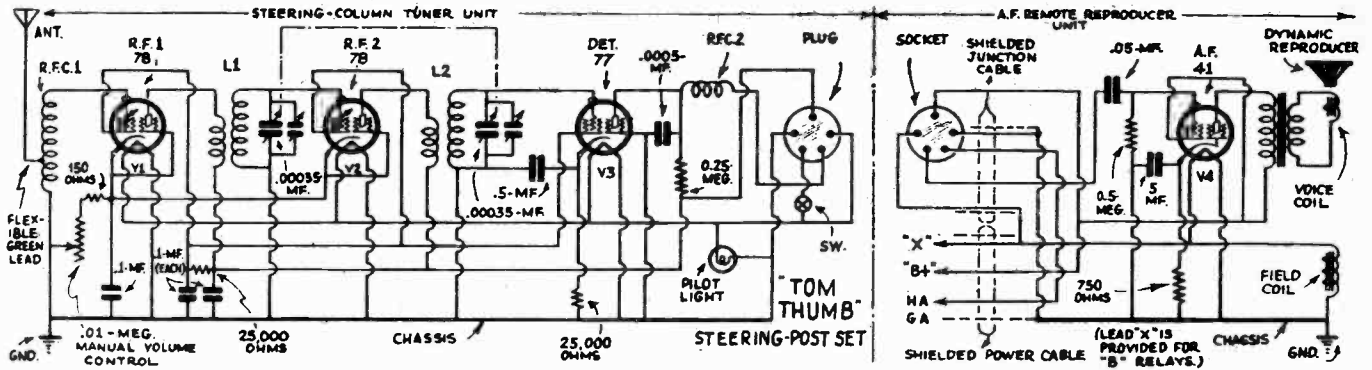 STEERING-COLUMN TUNER UNIT
A.F. REMOTE REPRODUCER
UNIT
ANT.
R.F.C.1
R.F.1
78
L1
R.F.2
78
L2
DET.
77
.0005-
MF.
R.F.C.2
PLUG
SOCKET
SHIELDED
JUNCTION
CABLE
.05-MF.
A.F.
41
DYNAMIC
REPRODUCER
150
OHMS
V1
.00035-
MF.
V2
.5-MF.
.00035-MF.
V3
0.25-
MEG.
SW.
0.5-
MEG.
5
MF.
V4
VOICE
COIL
FLEX-
IBLE
GREEN
LEAD
.1-MF.
.1-MF.
(EACH)
PILOT
LIGHT
"X"
"B+"
HA
GA
750
OHMS
FIELD
COIL
"TOM
THUMB"
STEERING-POST SET
GND.
.01-MEG.
MANUAL VOLUME
CONTROL
25,000
OHMS
CHASSIS
25,000
OHMS
SHIELDED POWER CABLE
(LEAD "X" IS
PROVIDED FOR
"B" RELAYS.)
CHASSIS
GND.